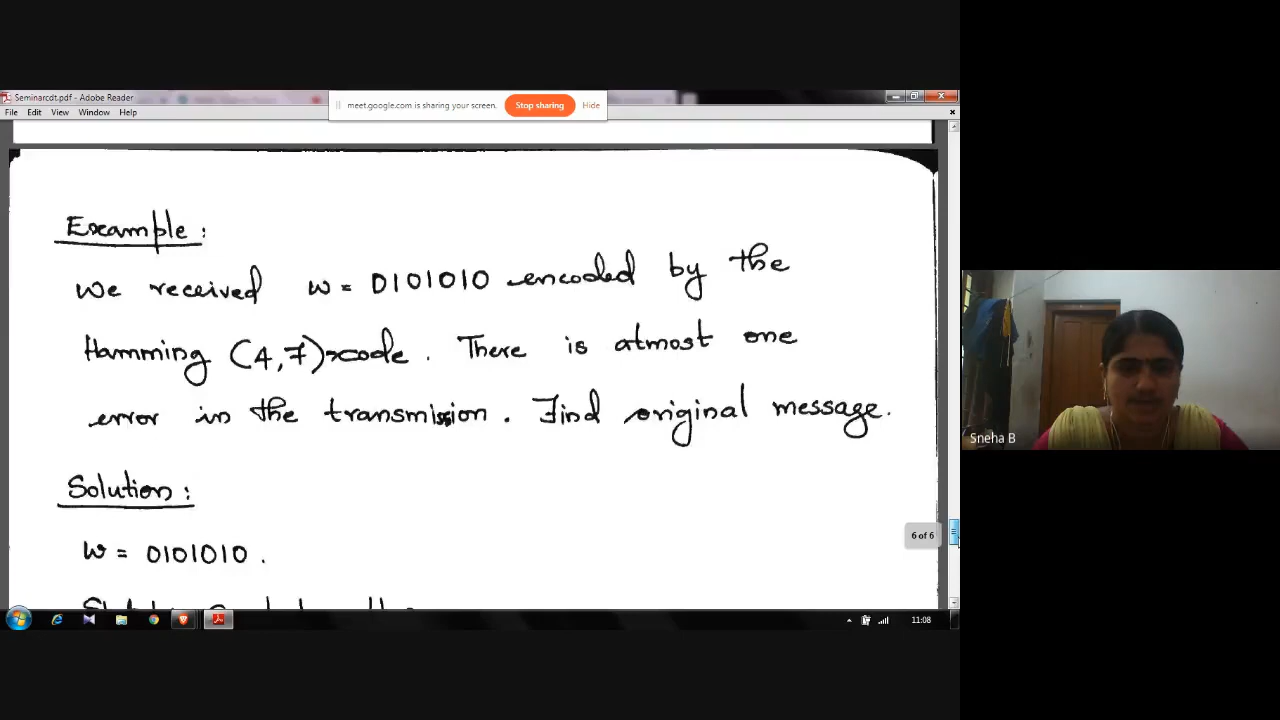 Seminarcdt.pdf - Adobe Reader
meet.google.com is sharing your screen. Stop sharing Hide
File Edit View Window Help
Example :
We received w = 0101010 encoded by the
Hamming (4,7)-code. There is atmost one
error in the transmission. Find original message.
Solution :
w = 0101010 .
Sneha B
6 of 6
11:08